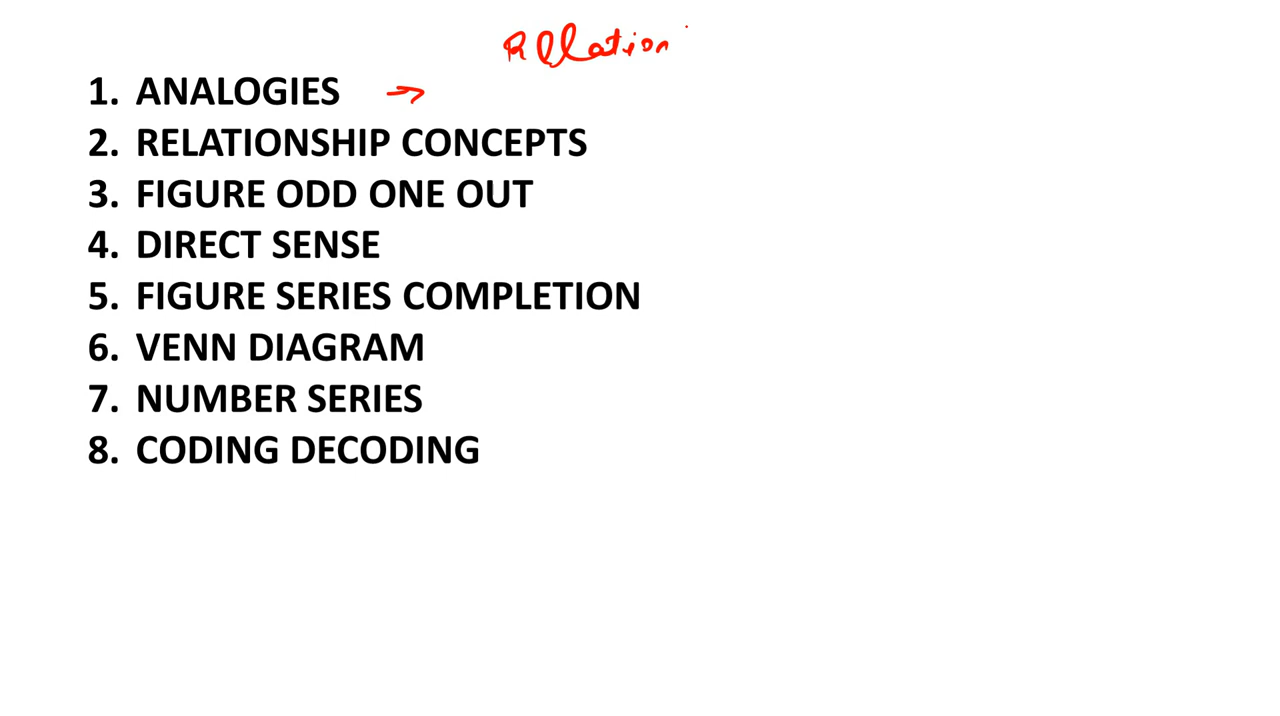 Relation
1. ANALOGIES →
2. RELATIONSHIP CONCEPTS
3. FIGURE ODD ONE OUT
4. DIRECT SENSE
5. FIGURE SERIES COMPLETION
6. VENN DIAGRAM
7. NUMBER SERIES
8. CODING DECODING